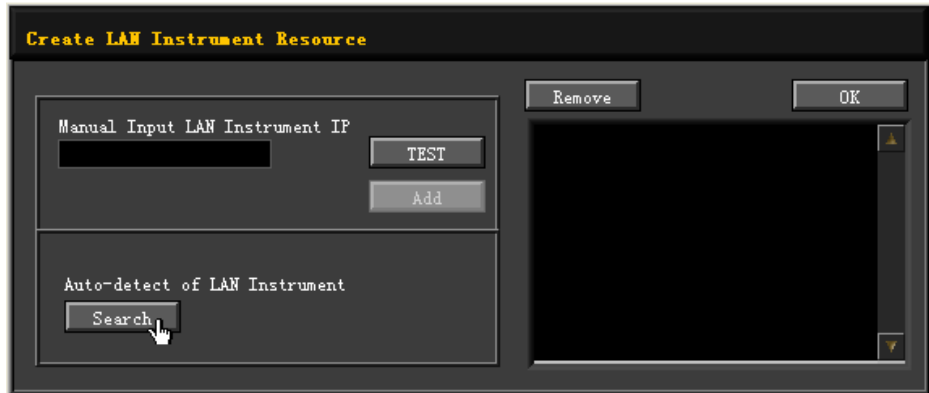 Create LAN Instrument Resource
Manual Input LAN Instrument IP
TEST
Add
Auto-detect of LAN Instrument
Search
Remove
OK